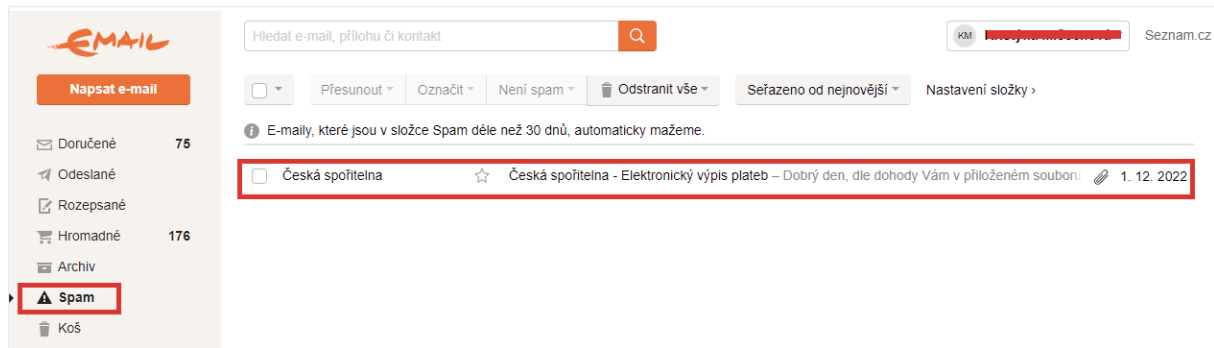 EMAIL
Hledat e-mail, přílohu či kontakt
KM
Seznam.cz
Napsat e-mail
Přesunout
Označit
Není spam
Odstranit vše
Seřazeno od nejnovější
Nastavení složky ›
E-maily, které jsou v složce Spam déle než 30 dnů, automaticky mažeme.
Doručené 75
Odeslané
Rozepsané
Hromadné 176
Archiv
Spam
Koš
Česká spořitelna
Česká spořitelna - Elektronický výpis plateb – Dobrý den, dle dohody Vám v přiloženém souboru
1. 12. 2022